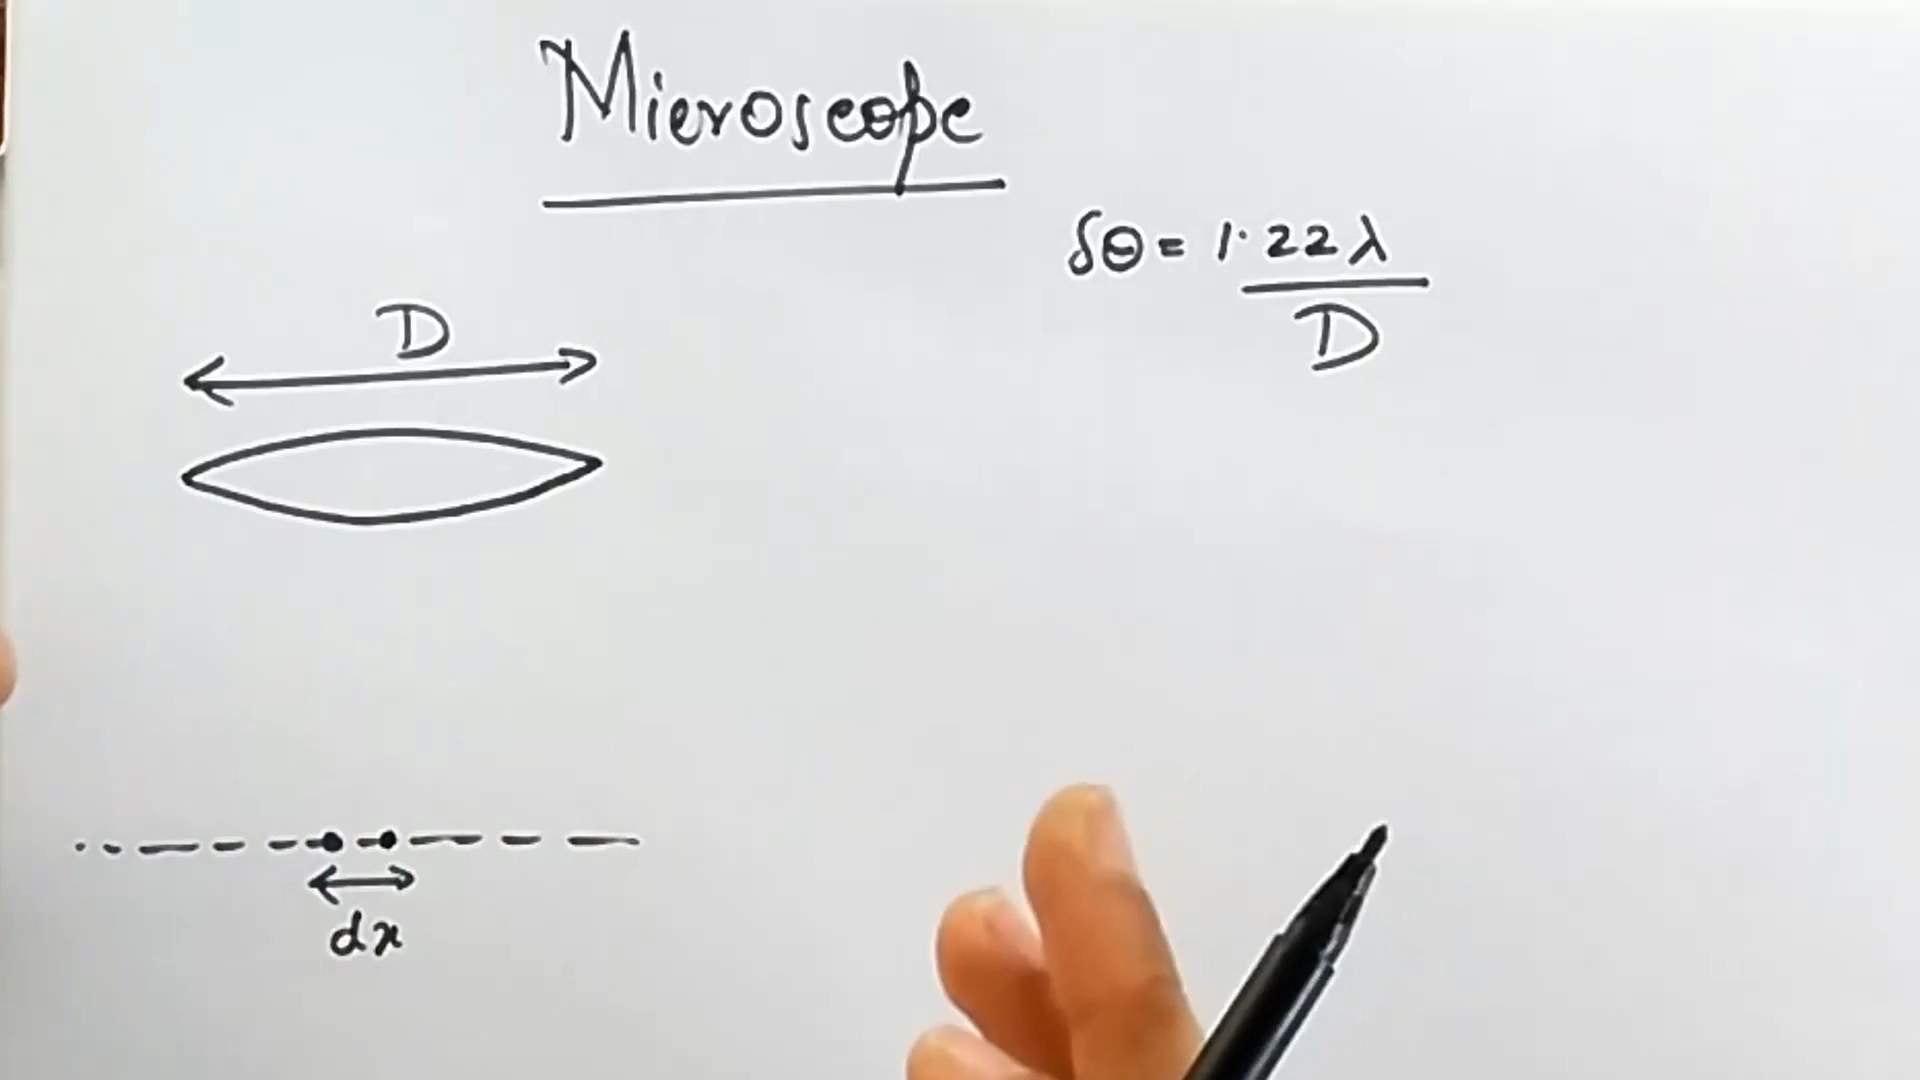 Microscope
δθ = 1.22λ
D
D
dx